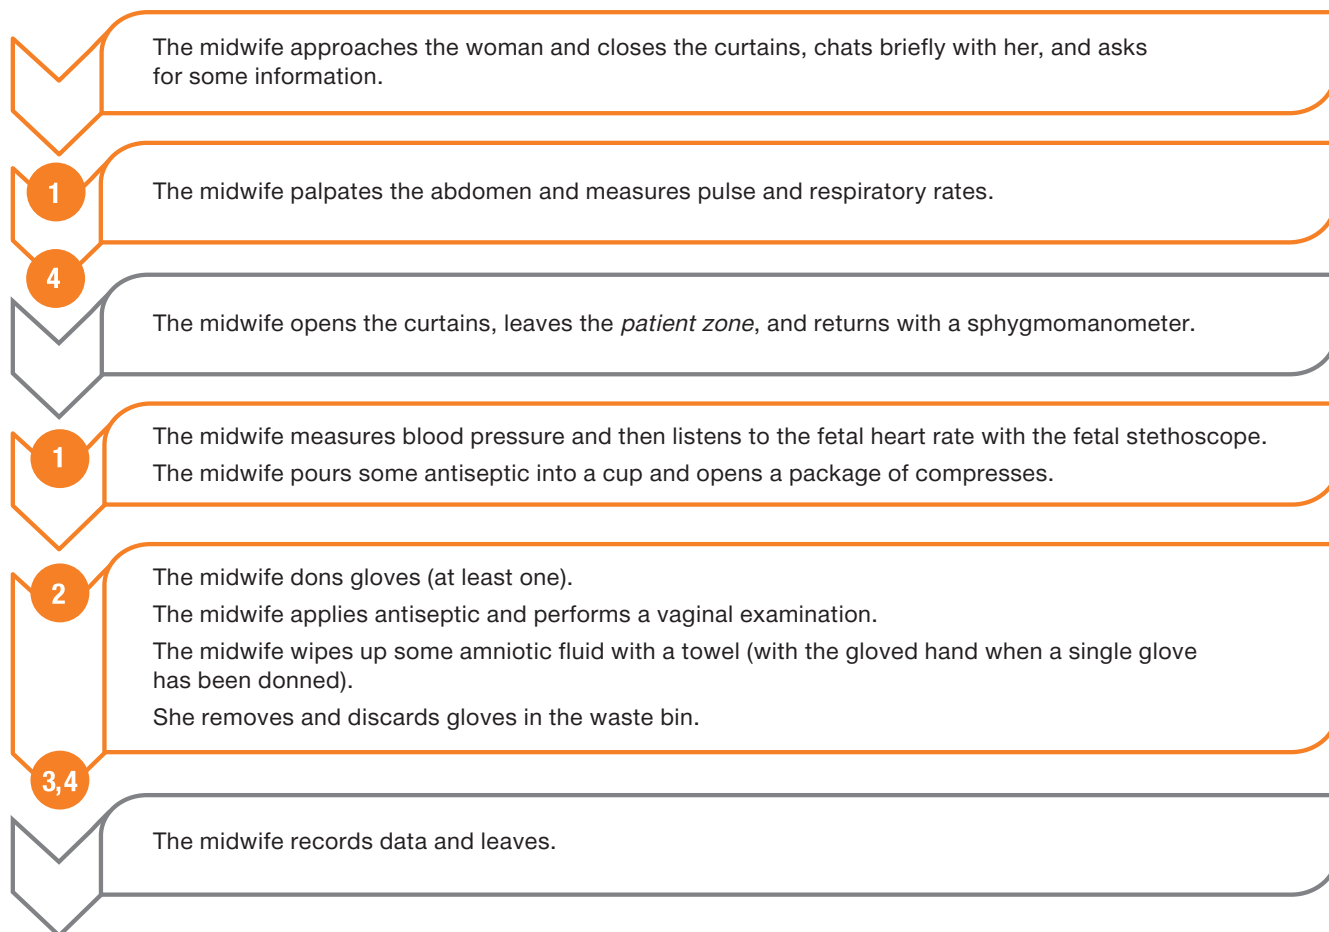 The midwife approaches the woman and closes the curtains, chats briefly with her, and asks
for some information.
1
The midwife palpates the abdomen and measures pulse and respiratory rates.
4
The midwife opens the curtains, leaves the patient zone, and returns with a sphygmomanometer.
1
The midwife measures blood pressure and then listens to the fetal heart rate with the fetal stethoscope.
The midwife pours some antiseptic into a cup and opens a package of compresses.
2
The midwife dons gloves (at least one).
The midwife applies antiseptic and performs a vaginal examination.
The midwife wipes up some amniotic fluid with a towel (with the gloved hand when a single glove
has been donned).
She removes and discards gloves in the waste bin.
3,4
The midwife records data and leaves.